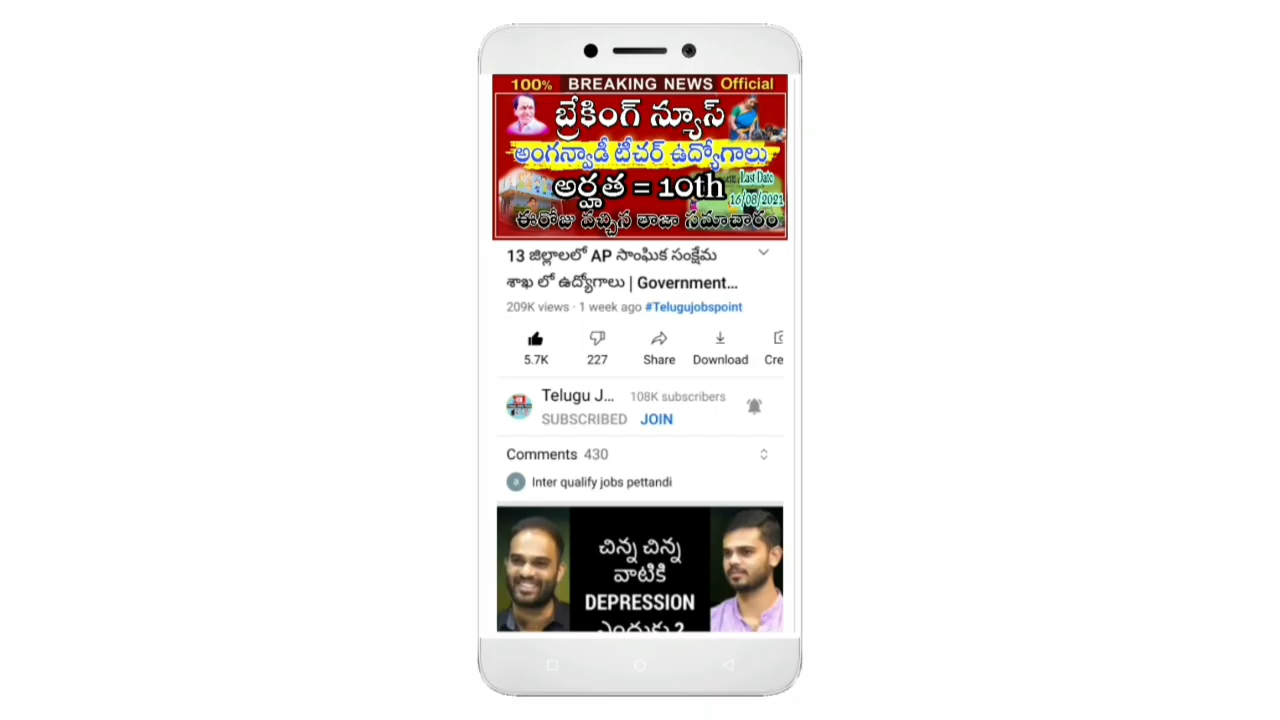 100% BREAKING NEWS Official
బ్రేకింగ్ న్యూస్
అంగన్వాడీ టీచర్ ఉద్యోగాలు
అర్హత = 10th
Last Date
16/08/2021
ఈరోజు వచ్చిన తాజా సమాచారం
13 జిల్లాలలో AP సాంఘిక సంక్షేమ
శాఖ లో ఉద్యోగాలు | Government...
209K views · 1 week ago #Telugujobspoint
5.7K 227 Share Download Cre
Telugu J... 108K subscribers
SUBSCRIBED JOIN
Comments 430
a Inter qualify jobs pettandi
చిన్న చిన్న
వాటికి
DEPRESSION
ఎందుకు ?